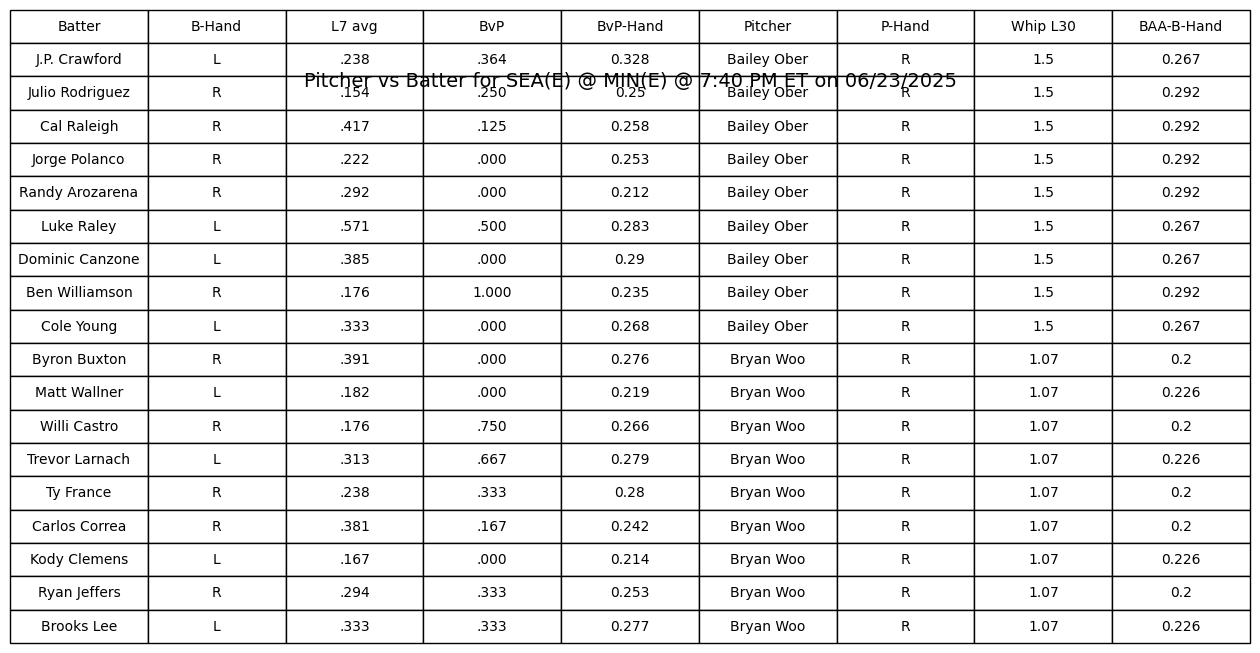 Batter B-Hand L7 avg BvP BvP-Hand Pitcher P-Hand Whip L30 BAA-B-Hand
J.P. Crawford L .238 .364 0.328 Bailey Ober R 1.5 0.267
Pitcher vs Batter for SEA(E) @ MIN(E) @ 7:40 PM ET on 06/23/2025
Julio Rodriguez R .154 .250 0.25 Bailey Ober R 1.5 0.292
Cal Raleigh R .417 .125 0.258 Bailey Ober R 1.5 0.292
Jorge Polanco R .222 .000 0.253 Bailey Ober R 1.5 0.292
Randy Arozarena R .292 .000 0.212 Bailey Ober R 1.5 0.292
Luke Raley L .571 .500 0.283 Bailey Ober R 1.5 0.267
Dominic Canzone L .385 .000 0.29 Bailey Ober R 1.5 0.267
Ben Williamson R .176 1.000 0.235 Bailey Ober R 1.5 0.292
Cole Young L .333 .000 0.268 Bailey Ober R 1.5 0.267
Byron Buxton R .391 .000 0.276 Bryan Woo R 1.07 0.2
Matt Wallner L .182 .000 0.219 Bryan Woo R 1.07 0.226
Willi Castro R .176 .750 0.266 Bryan Woo R 1.07 0.2
Trevor Larnach L .313 .667 0.279 Bryan Woo R 1.07 0.226
Ty France R .238 .333 0.28 Bryan Woo R 1.07 0.2
Carlos Correa R .381 .167 0.242 Bryan Woo R 1.07 0.2
Kody Clemens L .167 .000 0.214 Bryan Woo R 1.07 0.226
Ryan Jeffers R .294 .333 0.253 Bryan Woo R 1.07 0.2
Brooks Lee L .333 .333 0.277 Bryan Woo R 1.07 0.226